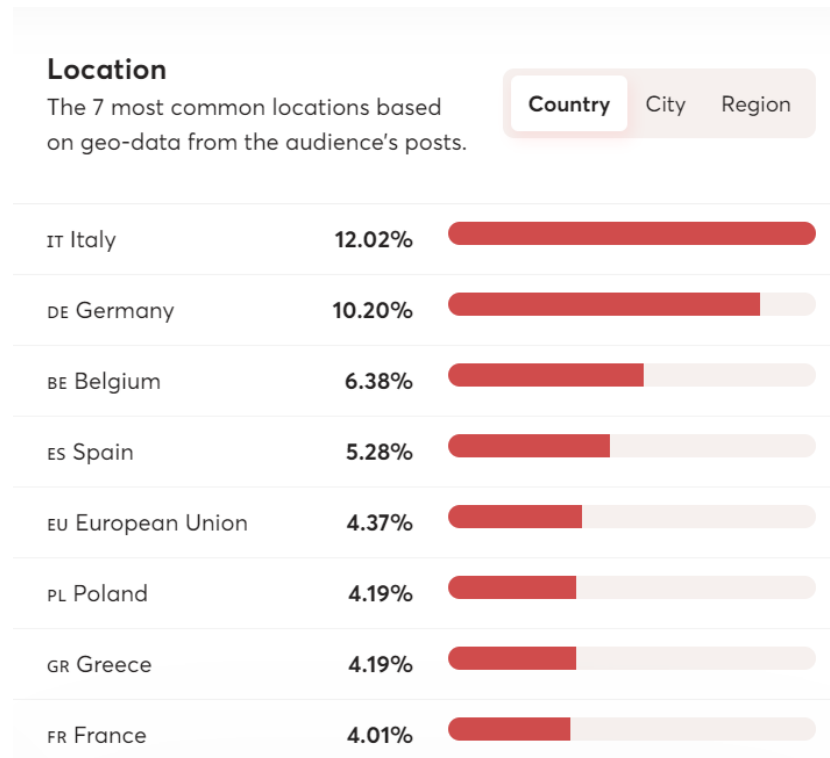 Location
The 7 most common locations based
on geo-data from the audience's posts.
Country City Region
IT Italy 12.02%
DE Germany 10.20%
BE Belgium 6.38%
ES Spain 5.28%
EU European Union 4.37%
PL Poland 4.19%
GR Greece 4.19%
FR France 4.01%